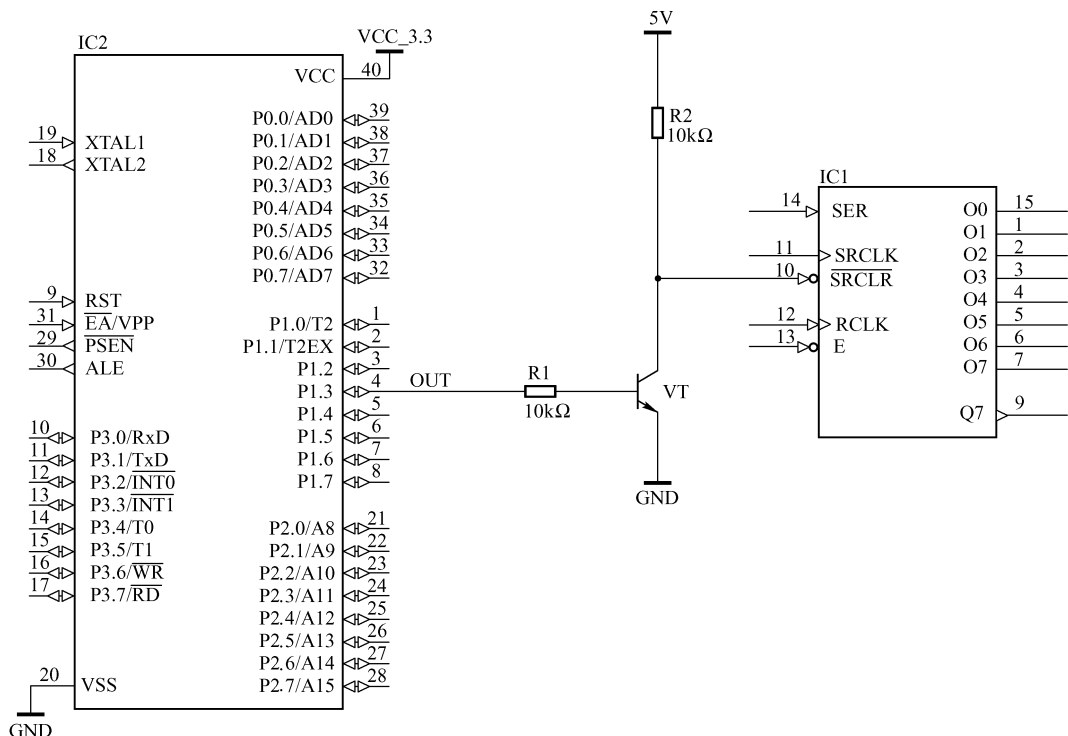 IC2
VCC_3.3
VCC 40
P0.0/AD0 39
P0.1/AD1 38
P0.2/AD2 37
P0.3/AD3 36
P0.4/AD4 35
P0.5/AD5 34
P0.6/AD6 33
P0.7/AD7 32
19 XTAL1
18 XTAL2
9 RST
31 EA/VPP
29 PSEN
30 ALE
P1.0/T2 1
P1.1/T2EX 2
P1.2 3
P1.3 4
P1.4 5
P1.5 6
P1.6 7
P1.7 8
10 P3.0/RxD
11 P3.1/TxD
12 P3.2/INT0
13 P3.3/INT1
14 P3.4/T0
15 P3.5/T1
16 P3.6/WR
17 P3.7/RD
P2.0/A8 21
P2.1/A9 22
P2.2/A10 23
P2.3/A11 24
P2.4/A12 25
P2.5/A13 26
P2.6/A14 27
P2.7/A15 28
20 VSS
GND
OUT
R1
10kΩ
5V
R2
10kΩ
VT
GND
IC1
14 SER
11 SRCLK
10 SRCLR
12 RCLK
13 E
O0 15
O1 1
O2 2
O3 3
O4 4
O5 5
O6 6
O7 7
Q7 9